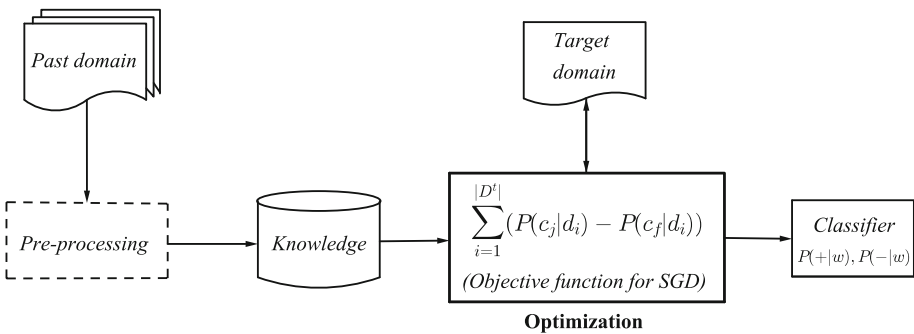 Past domain
Target
domain
Pre-processing
Knowledge
|D^t|
∑(P(c_j|d_i) − P(c_f|d_i))
i=1
(Objective function for SGD)
Classifier
P(+|w), P(−|w)
Optimization